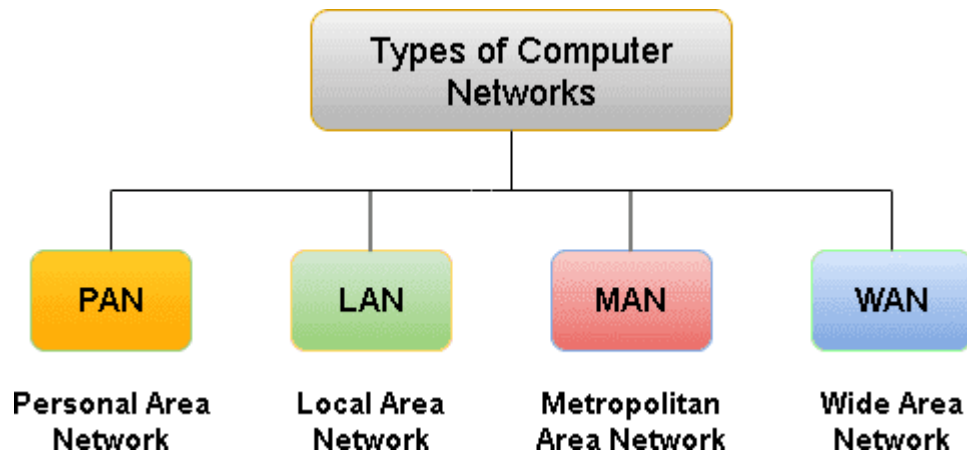 Types of Computer
Networks
PAN
LAN
MAN
WAN
Personal Area
Network
Local Area
Network
Metropolitan
Area Network
Wide Area
Network